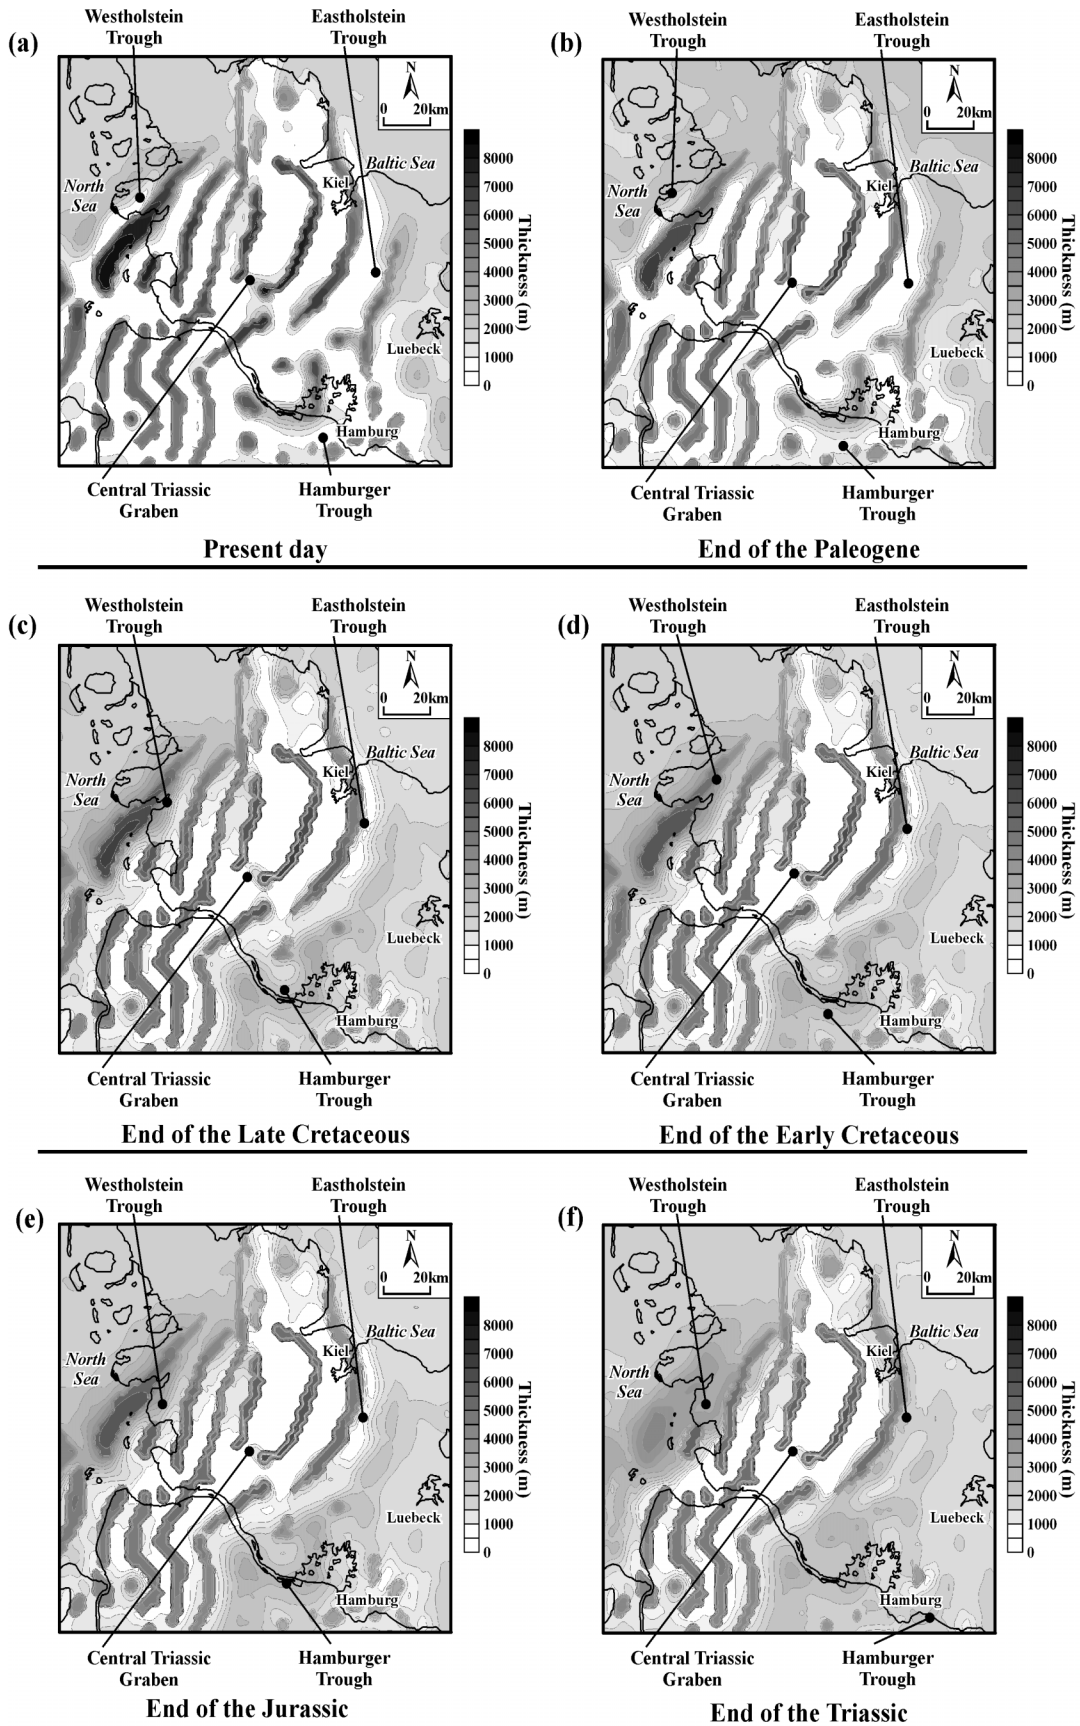 Westholstein
Trough
Eastholstein
Trough
(a)
N
0 20km
Baltic Sea
North
Sea
Kiel
Luebeck
Hamburg
8000
7000
6000
5000
4000
3000
2000
1000
0
Thickness (m)
Central Triassic
Graben
Hamburger
Trough
Present day
Westholstein
Trough
Eastholstein
Trough
(b)
N
0 20km
Baltic Sea
North
Sea
Kiel
Luebeck
Hamburg
8000
7000
6000
5000
4000
3000
2000
1000
0
Thickness (m)
Central Triassic
Graben
Hamburger
Trough
End of the Paleogene
Westholstein
Trough
Eastholstein
Trough
(c)
N
0 20km
Baltic Sea
North
Sea
Kiel
Luebeck
Hamburg
8000
7000
6000
5000
4000
3000
2000
1000
0
Thickness (m)
Central Triassic
Graben
Hamburger
Trough
End of the Late Cretaceous
Westholstein
Trough
Eastholstein
Trough
(d)
N
0 20km
Baltic Sea
North
Sea
Kiel
Luebeck
Hamburg
8000
7000
6000
5000
4000
3000
2000
1000
0
Thickness (m)
Central Triassic
Graben
Hamburger
Trough
End of the Early Cretaceous
Westholstein
Trough
Eastholstein
Trough
(e)
N
0 20km
Baltic Sea
North
Sea
Kiel
Luebeck
Hamburg
8000
7000
6000
5000
4000
3000
2000
1000
0
Thickness (m)
Central Triassic
Graben
Hamburger
Trough
End of the Jurassic
Westholstein
Trough
Eastholstein
Trough
(f)
N
0 20km
Baltic Sea
North
Sea
Kiel
Luebeck
Hamburg
8000
7000
6000
5000
4000
3000
2000
1000
0
Thickness (m)
Central Triassic
Graben
Hamburger
Trough
End of the Triassic